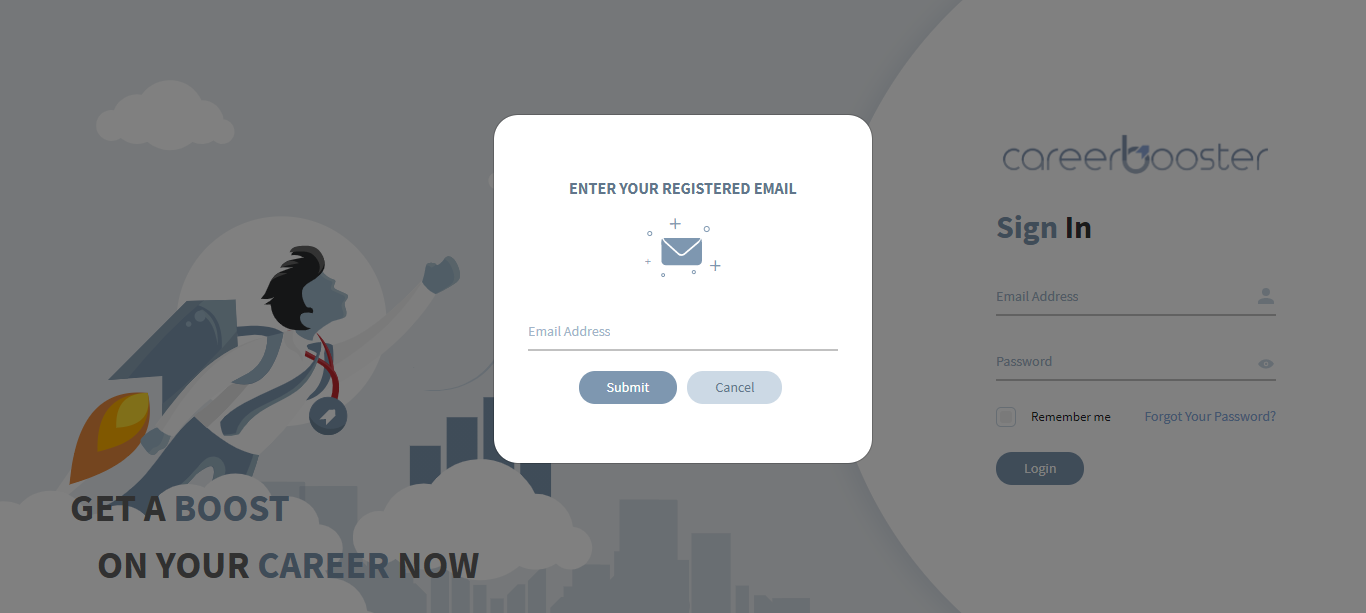 GET A BOOST
ON YOUR CAREER NOW
ENTER YOUR REGISTERED EMAIL
Email Address
Submit Cancel
careerbooster
Sign In
Email Address
Password
Remember me Forgot Your Password?
Login